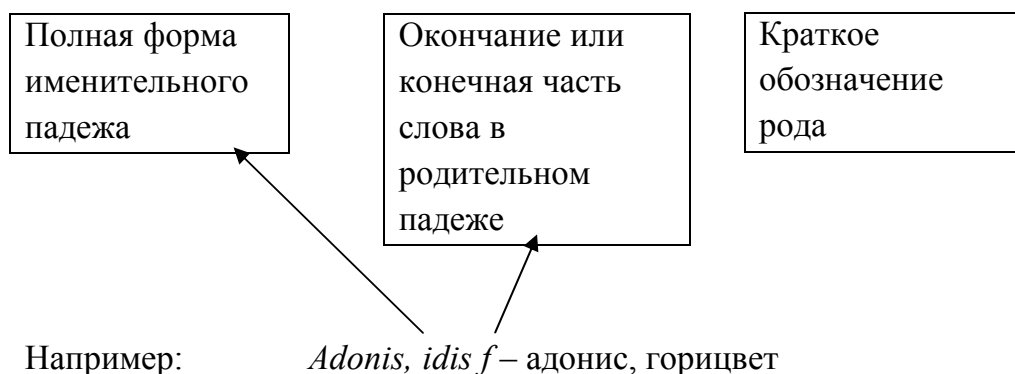 Полная форма
именительного
падежа
Окончание или
конечная часть
слова в
родительном
падеже
Краткое
обозначение
рода
Например: Adonis, idis f – адонис, горицвет